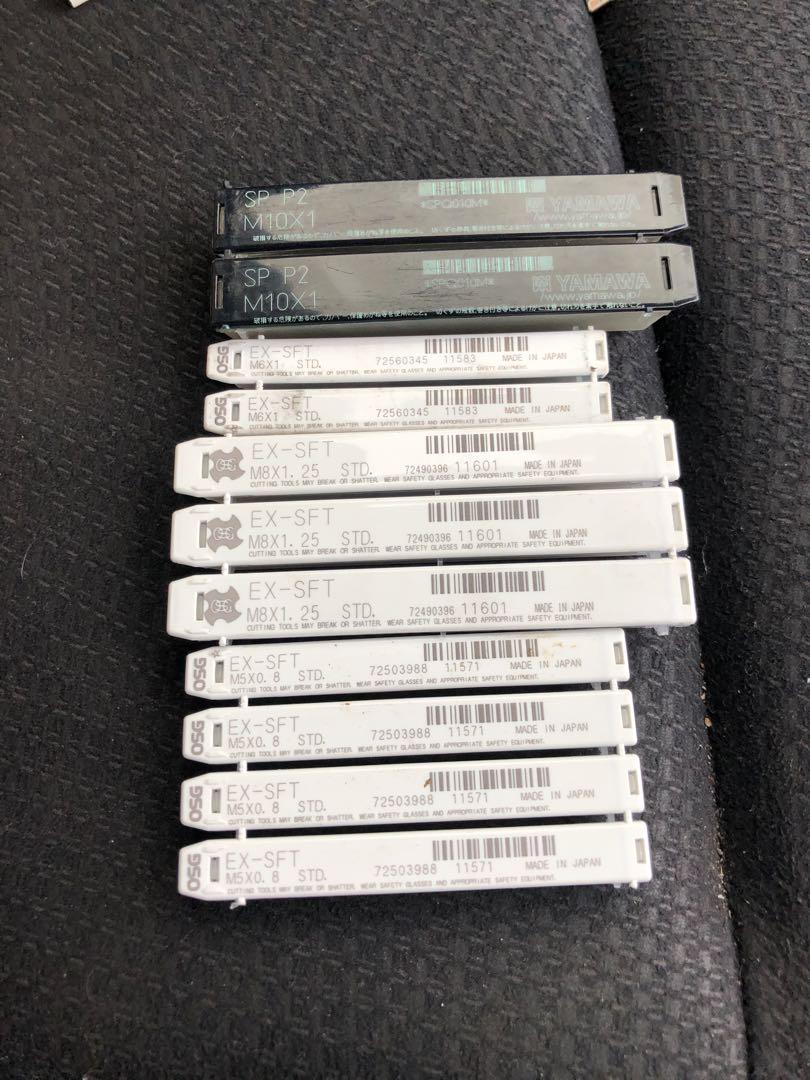 SP P2
M10X1
*SPQ010M*
YAMAWA
/www.yamawa.jp/
SP P2
M10X1
*SPQ010M*
YAMAWA
/www.yamawa.jp/
OSG
EX-SFT
M6X1 STD. 72560345 11583 MADE IN JAPAN
CUTTING TOOLS MAY BREAK OR SHATTER. WEAR SAFETY GLASSES AND APPROPRIATE SAFETY EQUIPMENT.
OSG
EX-SFT
M6X1 STD. 72560345 11583 MADE IN JAPAN
CUTTING TOOLS MAY BREAK OR SHATTER. WEAR SAFETY GLASSES AND APPROPRIATE SAFETY EQUIPMENT.
EX-SFT
M8X1.25 STD. 72490396 11601 MADE IN JAPAN
CUTTING TOOLS MAY BREAK OR SHATTER. WEAR SAFETY GLASSES AND APPROPRIATE SAFETY EQUIPMENT.
EX-SFT
M8X1.25 STD. 72490396 11601 MADE IN JAPAN
CUTTING TOOLS MAY BREAK OR SHATTER. WEAR SAFETY GLASSES AND APPROPRIATE SAFETY EQUIPMENT.
EX-SFT
M8X1.25 STD. 72490396 11601 MADE IN JAPAN
CUTTING TOOLS MAY BREAK OR SHATTER. WEAR SAFETY GLASSES AND APPROPRIATE SAFETY EQUIPMENT.
OSG
EX-SFT
M5X0.8 STD. 72503988 11571 MADE IN JAPAN
CUTTING TOOLS MAY BREAK OR SHATTER. WEAR SAFETY GLASSES AND APPROPRIATE SAFETY EQUIPMENT.
OSG
EX-SFT
M5X0.8 STD. 72503988 11571 MADE IN JAPAN
CUTTING TOOLS MAY BREAK OR SHATTER. WEAR SAFETY GLASSES AND APPROPRIATE SAFETY EQUIPMENT.
OSG
EX-SFT
M5X0.8 STD. 72503988 11571 MADE IN JAPAN
CUTTING TOOLS MAY BREAK OR SHATTER. WEAR SAFETY GLASSES AND APPROPRIATE SAFETY EQUIPMENT.
OSG
EX-SFT
M5X0.8 STD. 72503988 11571 MADE IN JAPAN
CUTTING TOOLS MAY BREAK OR SHATTER. WEAR SAFETY GLASSES AND APPROPRIATE SAFETY EQUIPMENT.